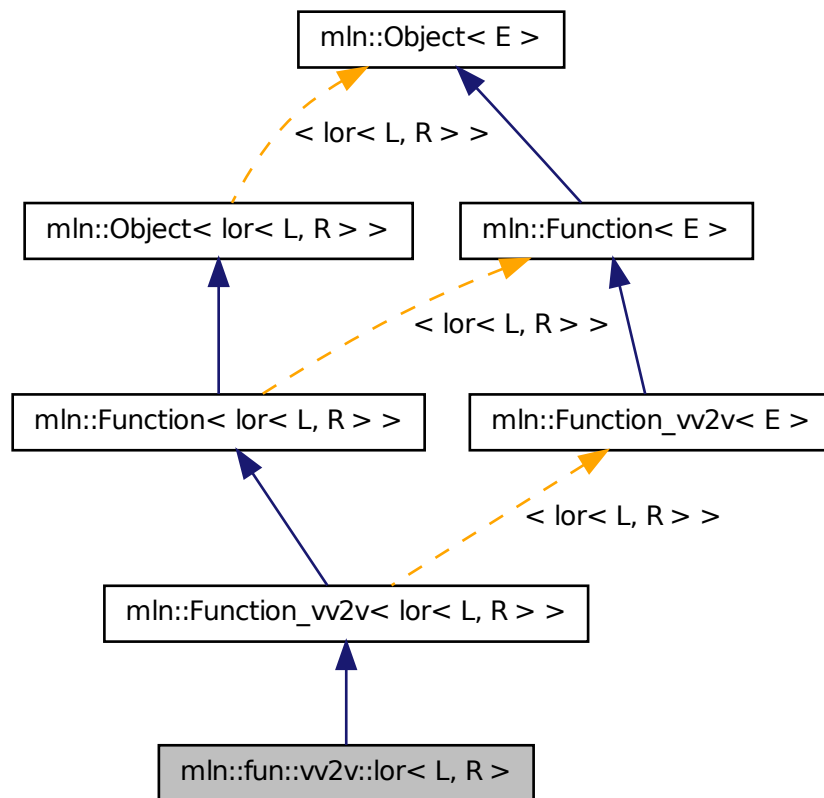 mln::Object< E >
< lor< L, R > >
mln::Object< lor< L, R > >
mln::Function< E >
< lor< L, R > >
mln::Function< lor< L, R > >
mln::Function_vv2v< E >
< lor< L, R > >
mln::Function_vv2v< lor< L, R > >
mln::fun::vv2v::lor< L, R >